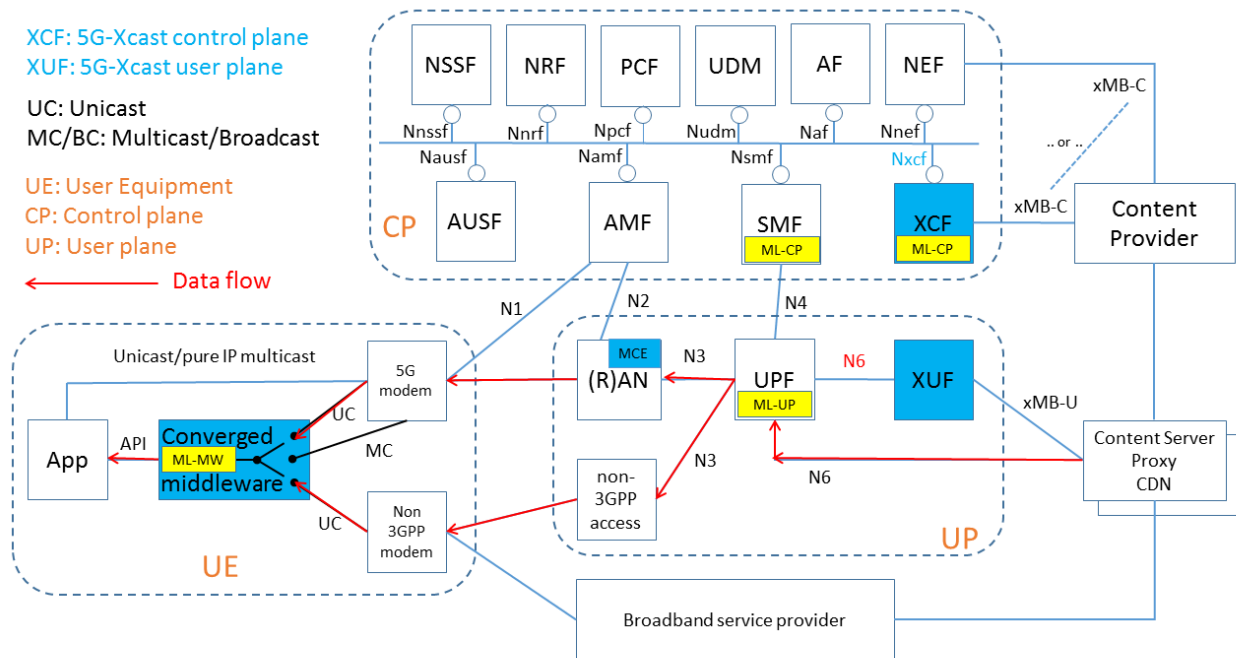 XCF: 5G-Xcast control plane
XUF: 5G-Xcast user plane
UC: Unicast
MC/BC: Multicast/Broadcast
UE: User Equipment
CP: Control plane
UP: User plane
Data flow
NSSF
NRF
PCF
UDM
AF
NEF
Nnssf
Nnrf
Npcf
Nudm
Naf
Nnef
Nausf
Namf
Nsmf
Nxcf
CP
AUSF
AMF
SMF
ML-CP
XCF
ML-CP
xMB-C
.. or ..
xMB-C
Content
Provider
N1
N2
N4
Unicast/pure IP multicast
5G
modem
UC
MC
App
API
Converged
ML-MW
middleware
UC
Non
3GPP
modem
UE
MCE
(R)AN
N3
UPF
ML-UP
N6
XUF
xMB-U
N3
N6
non-
3GPP
access
UP
Content Server
Proxy
CDN
Broadband service provider